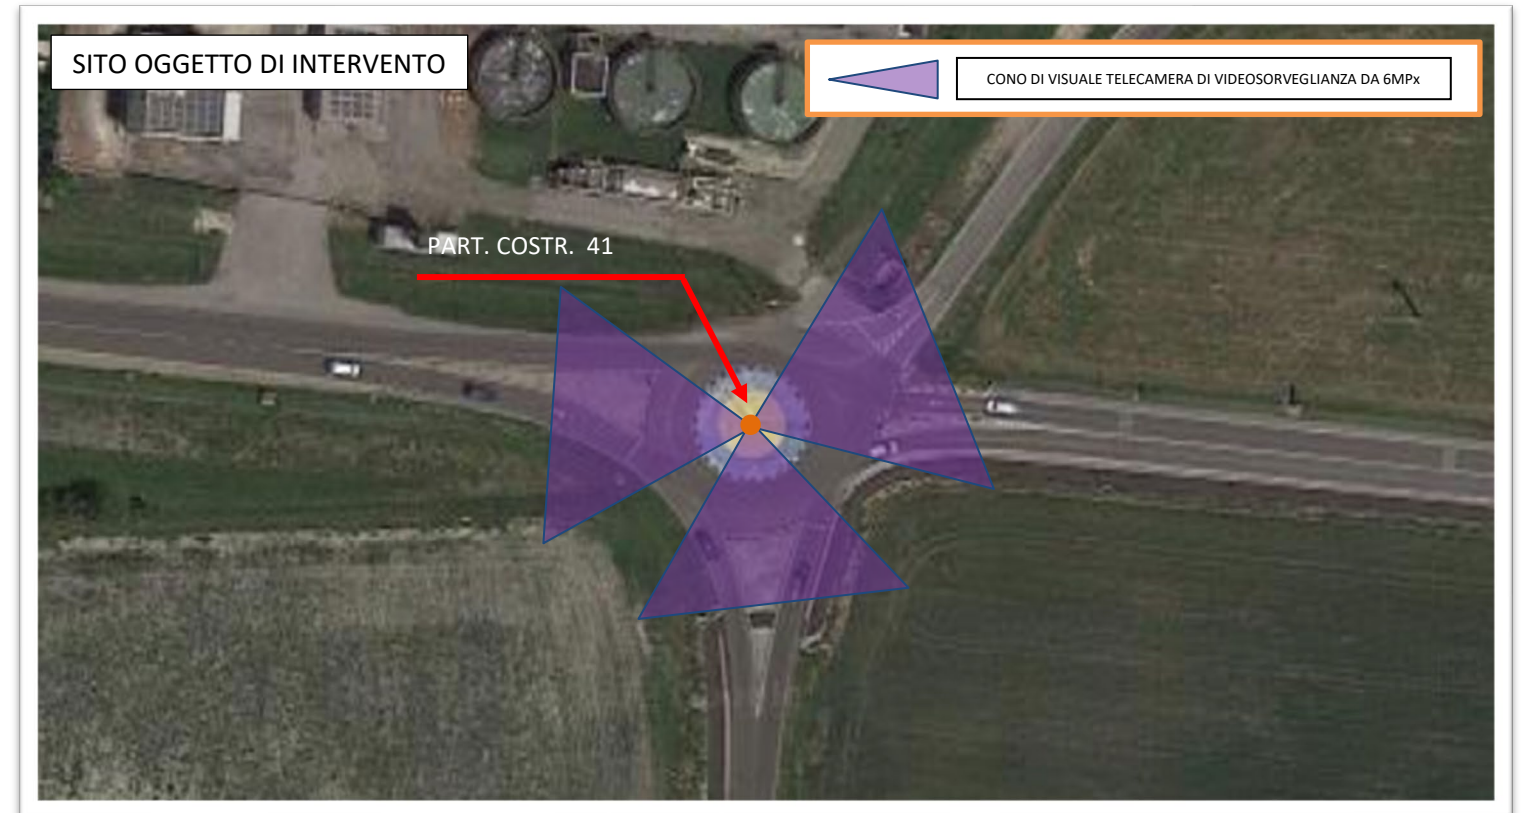 SITO OGGETTO DI INTERVENTO
CONO DI VISUALE TELECAMERA DI VIDEOSORVEGLIANZA DA 6MPx
PART. COSTR. 41